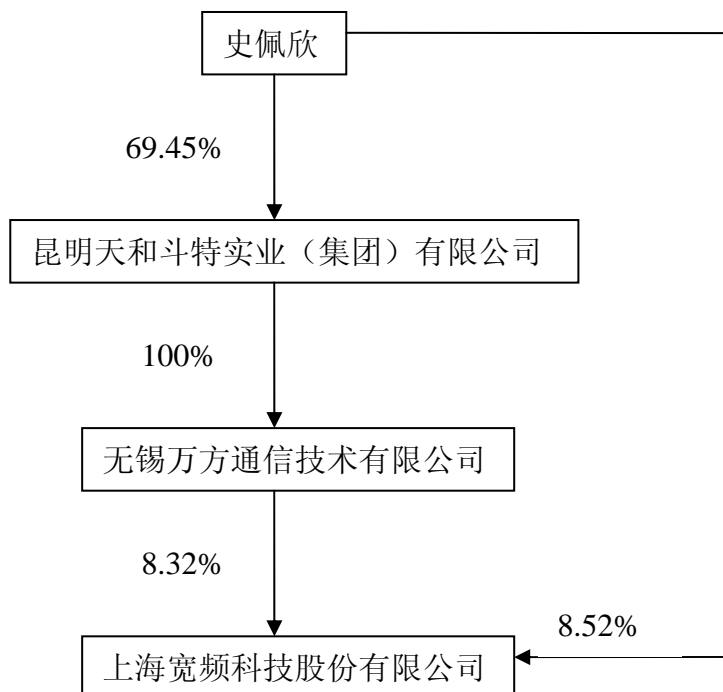 史佩欣
69.45%
昆明天和斗特实业（集团）有限公司
100%
无锡万方通信技术有限公司
8.32%
8.52%
上海宽频科技股份有限公司